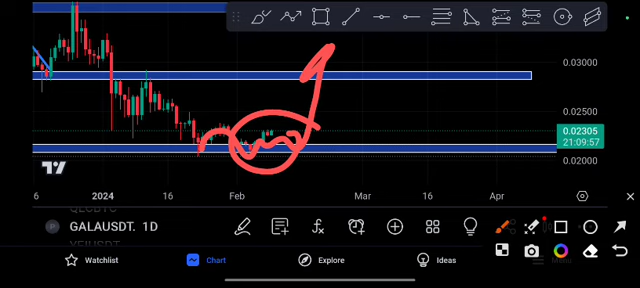 0.03000
0.02500
0.02305
21:09:57
0.02000
6 2024 16 Feb Mar 16 Apr
GALAUSDT. 1D
Watchlist Chart Explore Ideas